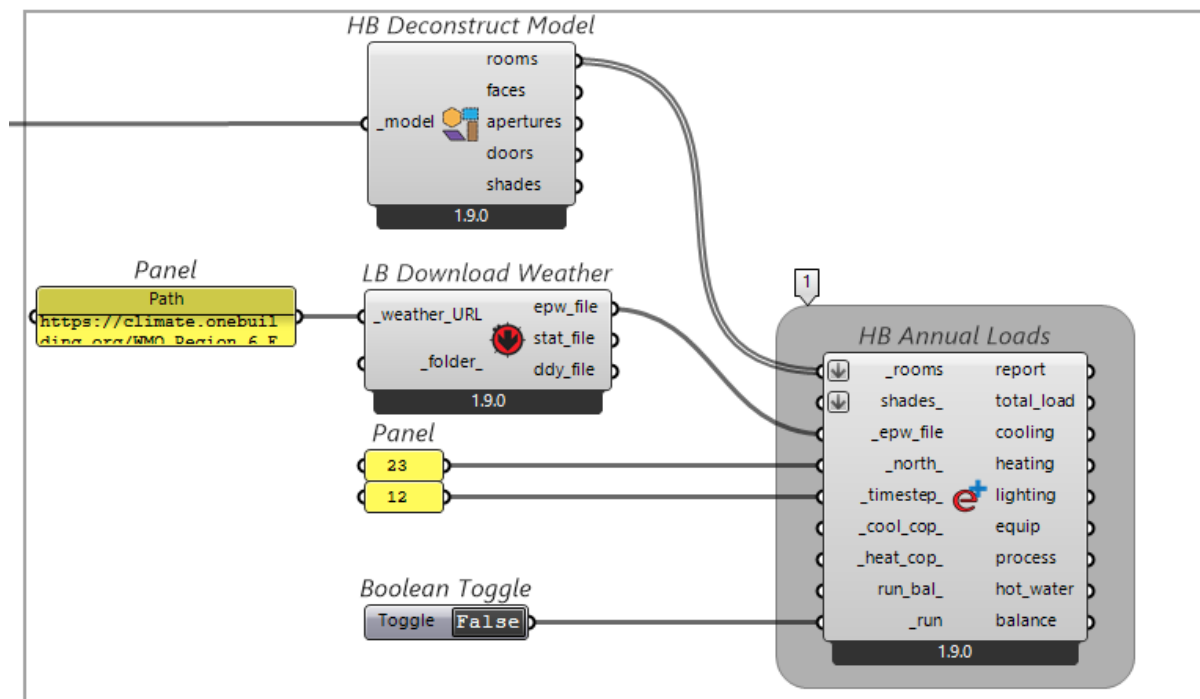 HB Deconstruct Model
rooms
faces
_model
apertures
doors
shades
1.9.0
Panel
Path
https://climate.onebuil
ding.org/WMO_Region_6_E
LB Download Weather
_weather_URL
epw_file
stat_file
_folder_
ddy_file
1.9.0
Panel
23
12
Boolean Toggle
Toggle False
1
HB Annual Loads
_rooms report
shades_ total_load
_epw_file cooling
_north_ heating
_timestep_ lighting
_cool_cop_ equip
_heat_cop_ process
run_bal_ hot_water
_run balance
1.9.0